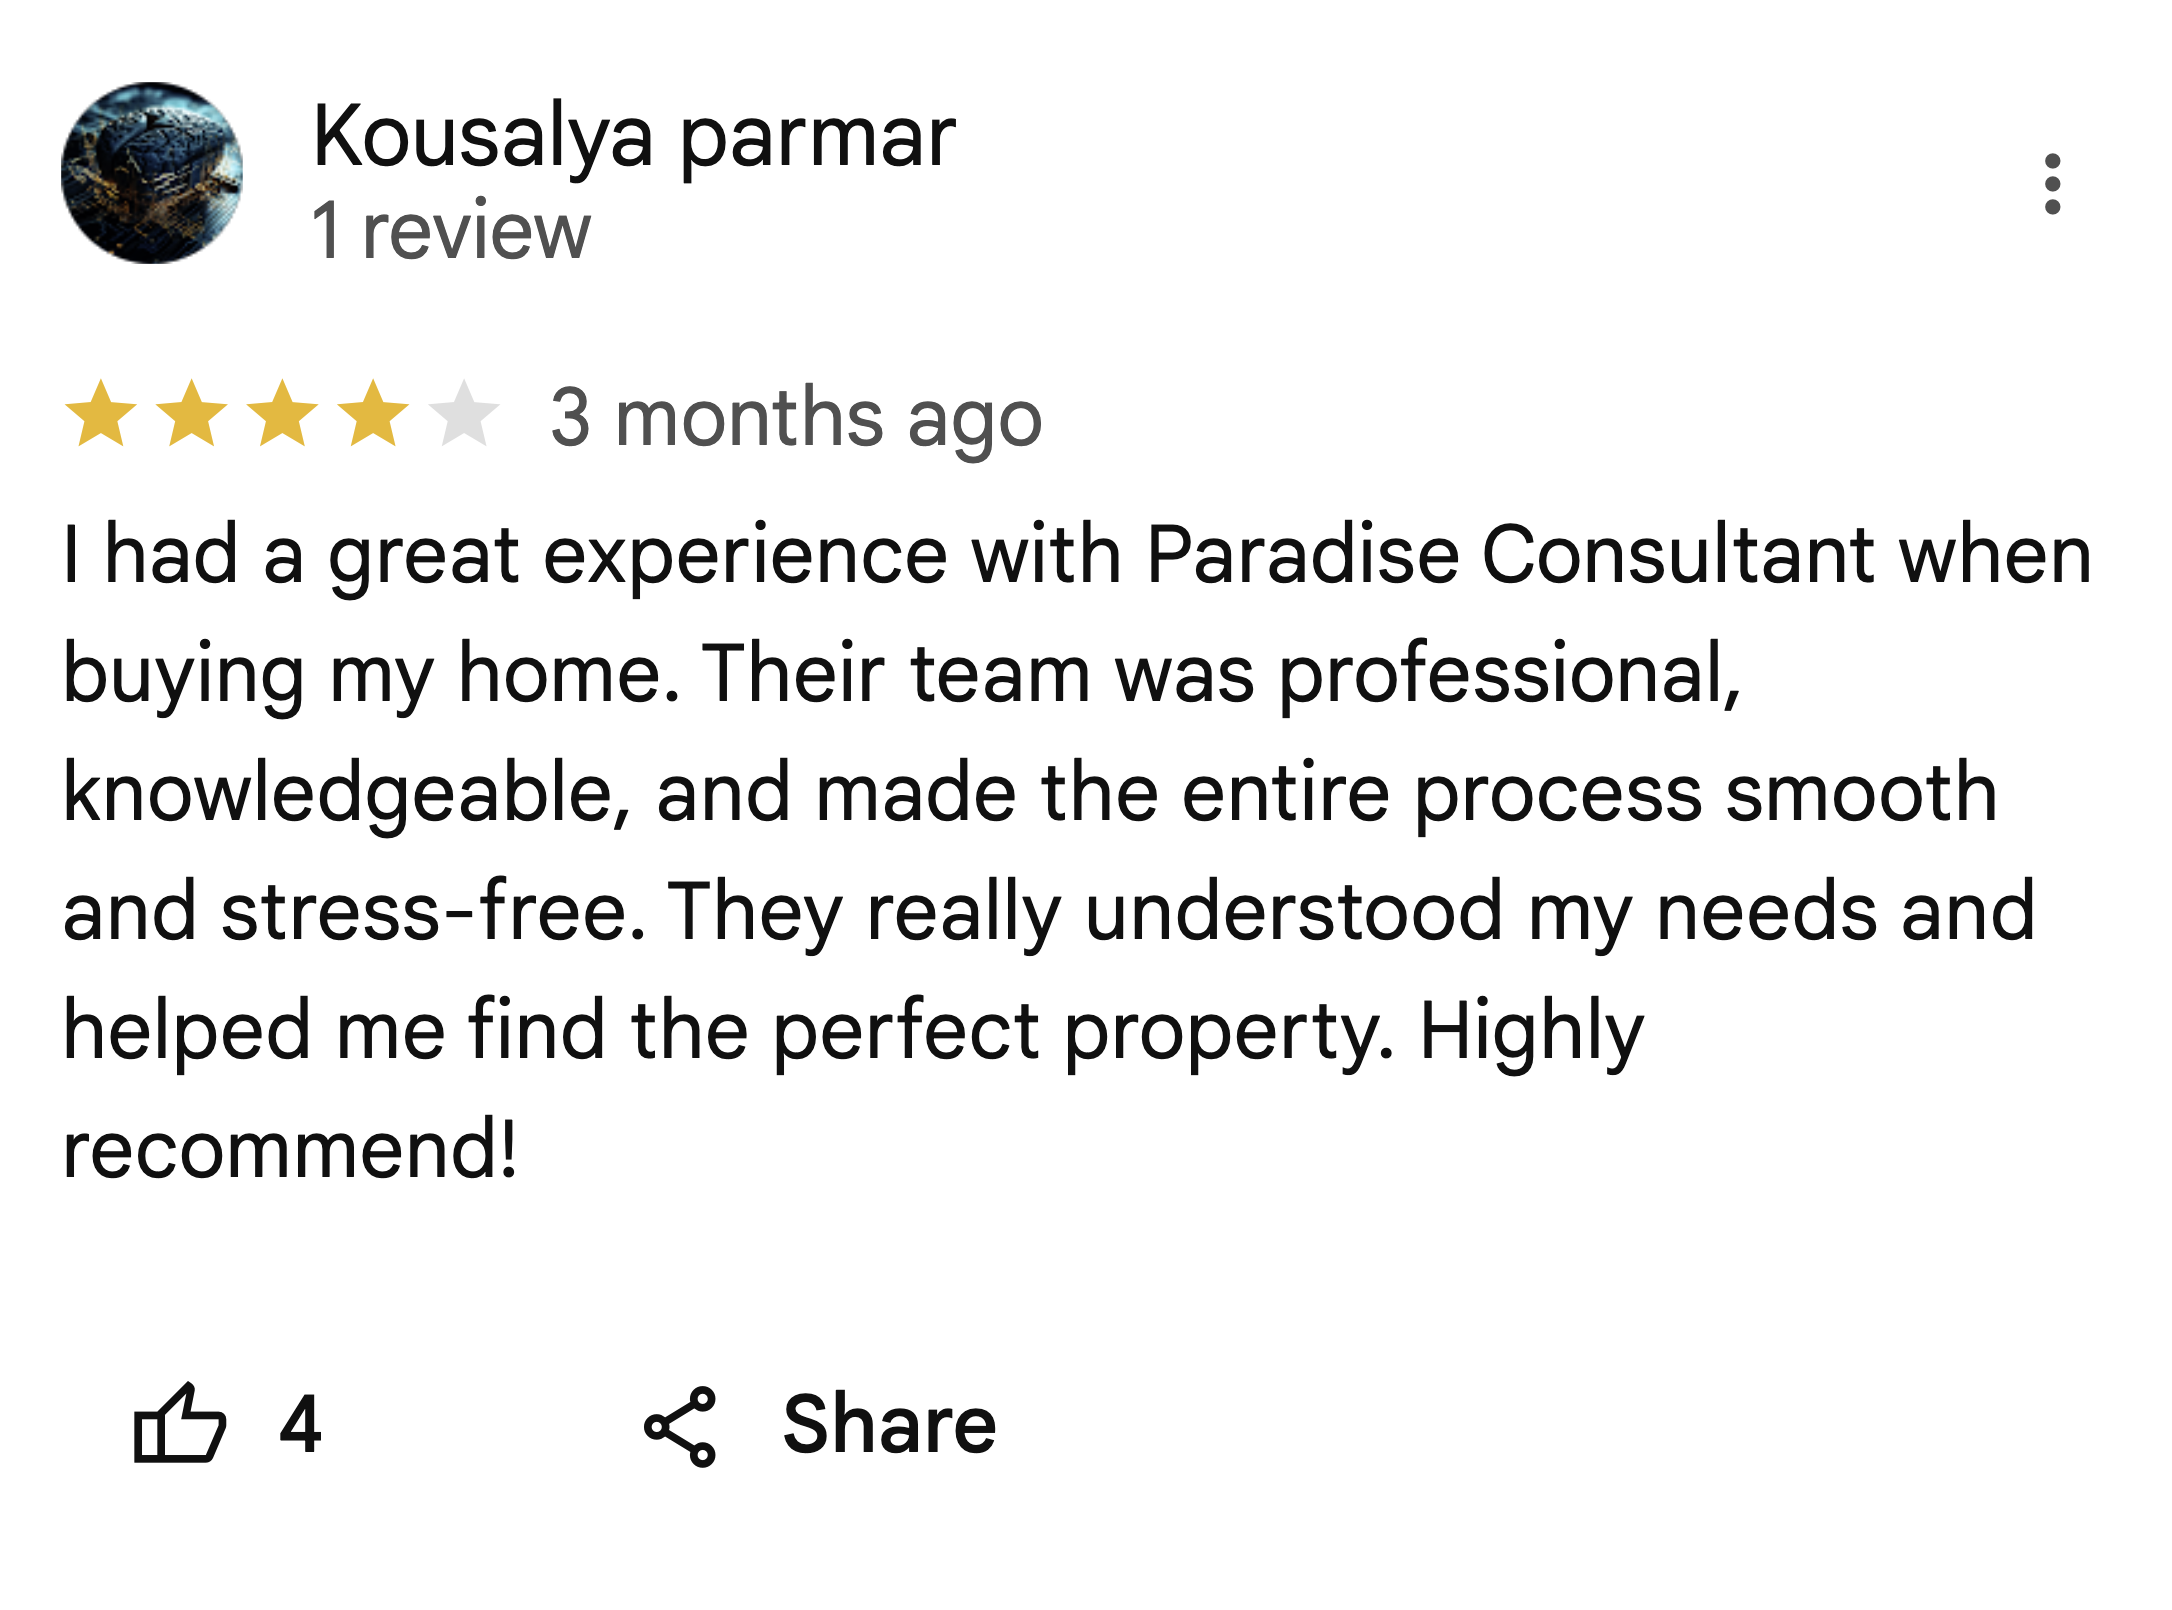 Kousalya parmar
1 review
3 months ago
I had a great experience with Paradise Consultant when
buying my home. Their team was professional,
knowledgeable, and made the entire process smooth
and stress-free. They really understood my needs and
helped me find the perfect property. Highly
recommend!
4
Share